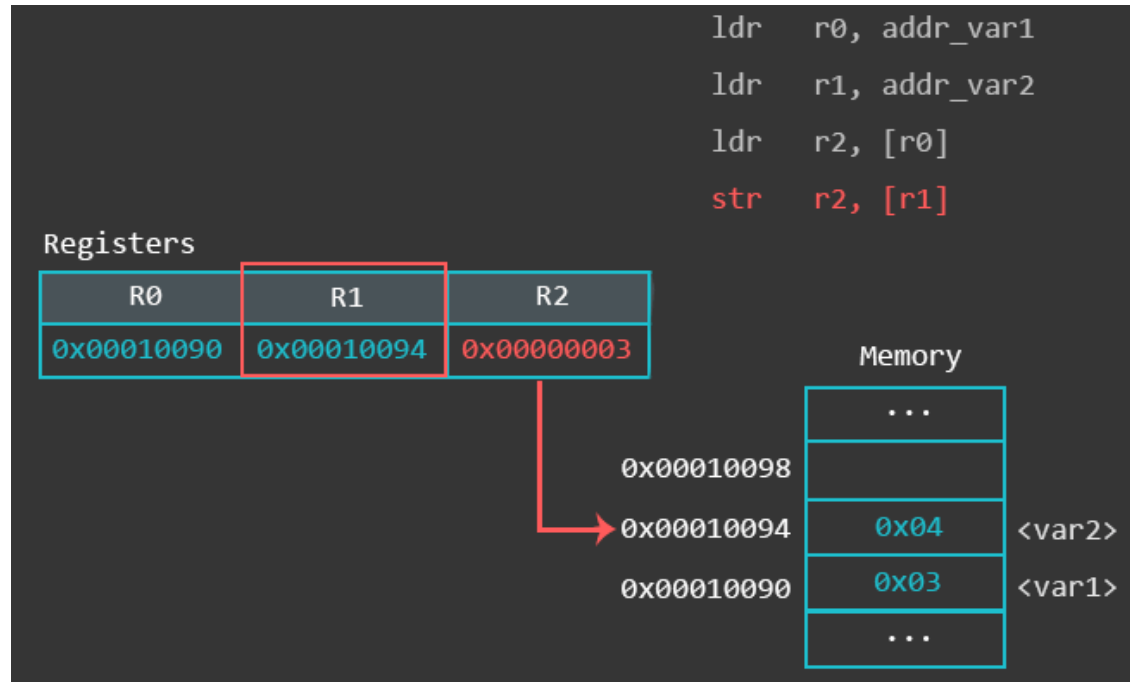 ldr r0, addr_var1
ldr r1, addr_var2
ldr r2, [r0]
str r2, [r1]
Registers
R0 R1 R2
0x00010090 0x00010094 0x00000003
Memory
...
0x00010098
0x00010094 0x04 <var2>
0x00010090 0x03 <var1>
...